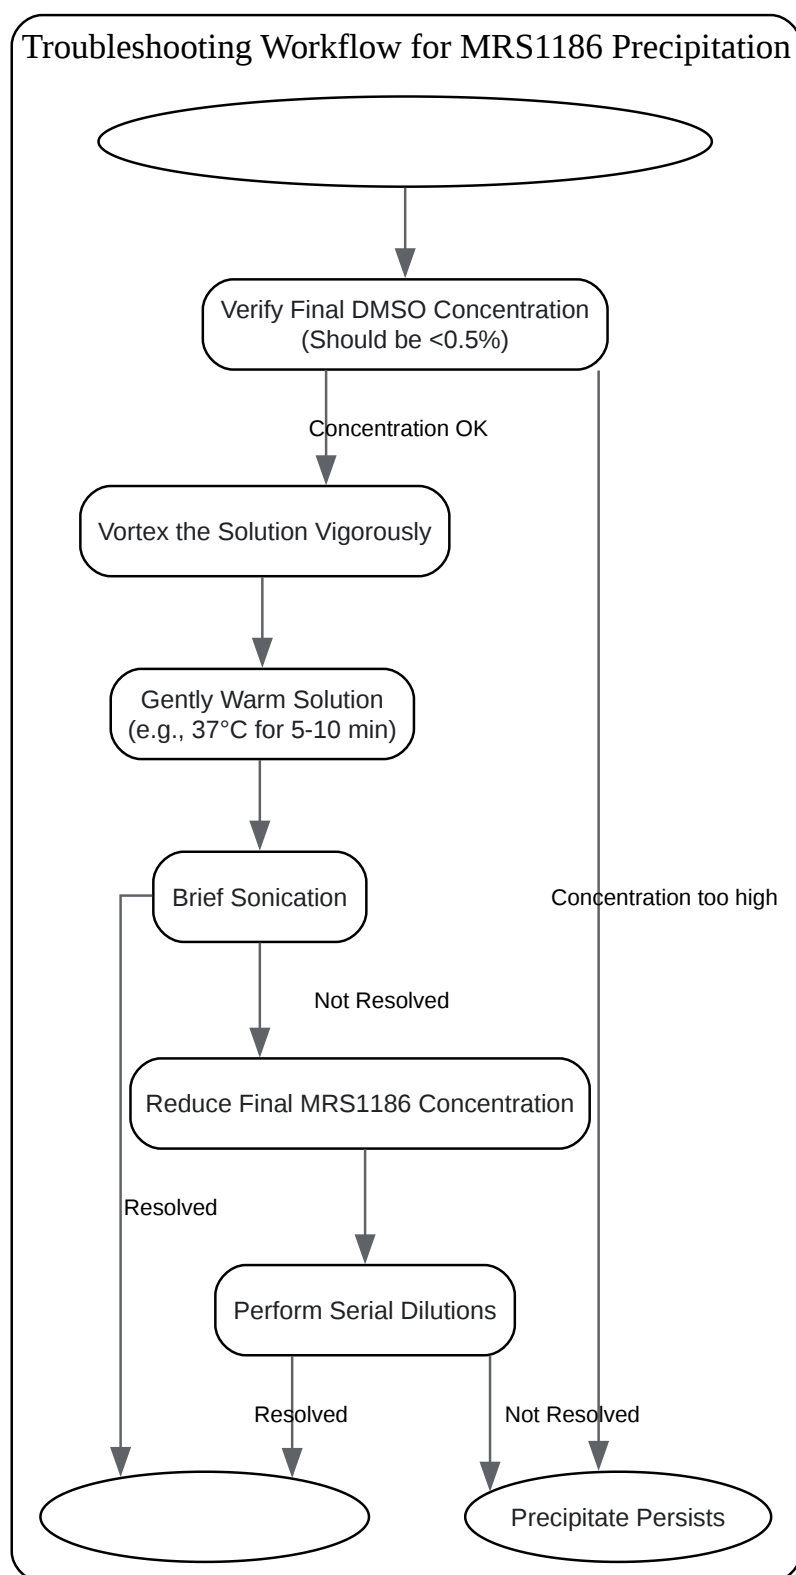 Troubleshooting Workflow for MRS1186 Precipitation
Verify Final DMSO Concentration
(Should be <0.5%)
Concentration OK
Vortex the Solution Vigorously
Gently Warm Solution
(e.g., 37°C for 5-10 min)
Brief Sonication
Concentration too high
Not Resolved
Reduce Final MRS1186 Concentration
Resolved
Perform Serial Dilutions
Resolved
Not Resolved
Precipitate Persists